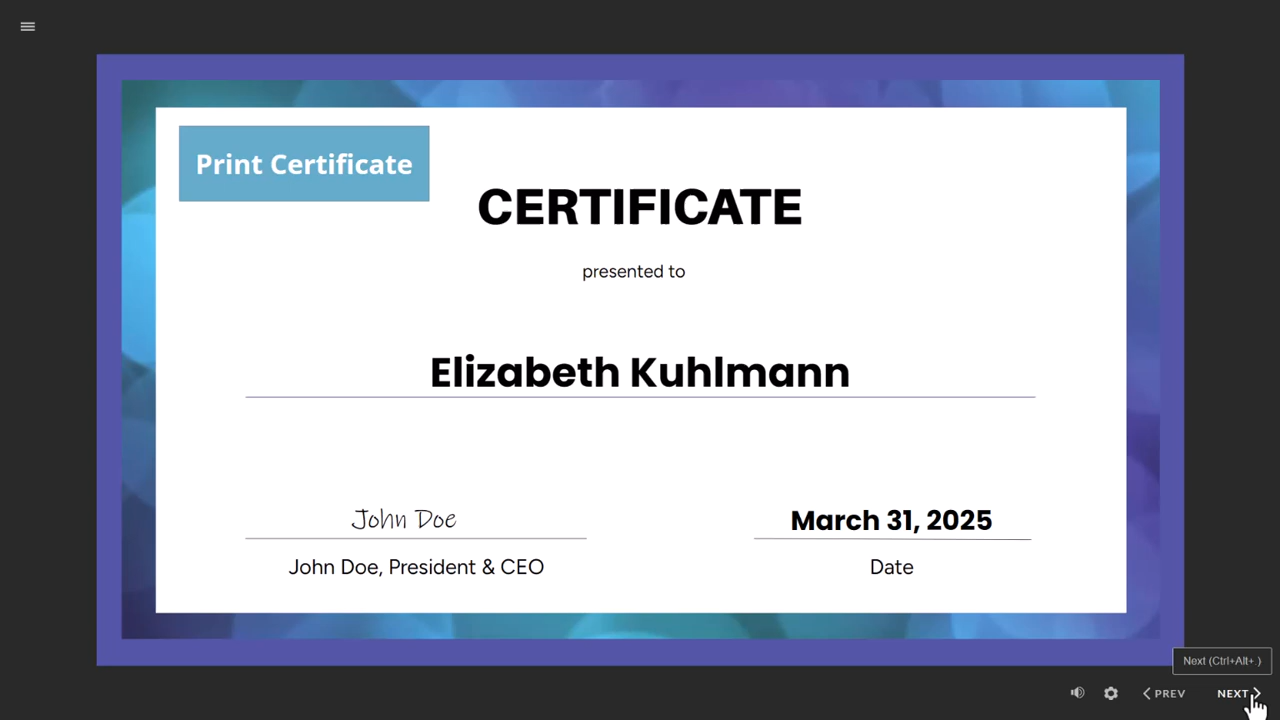 Print Certificate
CERTIFICATE
presented to
Elizabeth Kuhlmann
John Doe
March 31, 2025
John Doe, President & CEO
Date
Next (Ctrl+Alt+.)
PREV
NEXT